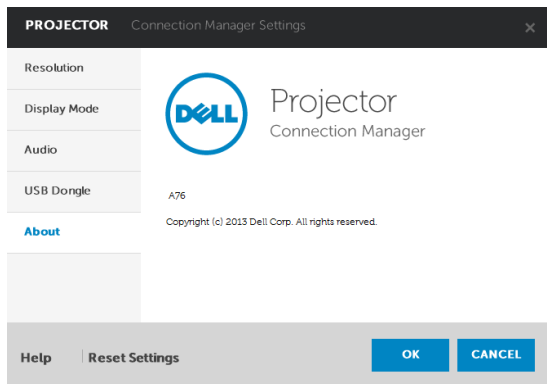 PROJECTOR Connection Manager Settings ×
Resolution
Display Mode
Audio
USB Dongle
About
DELL
Projector
Connection Manager
A76
Copyright (c) 2013 Dell Corp. All rights reserved.
Help Reset Settings OK CANCEL